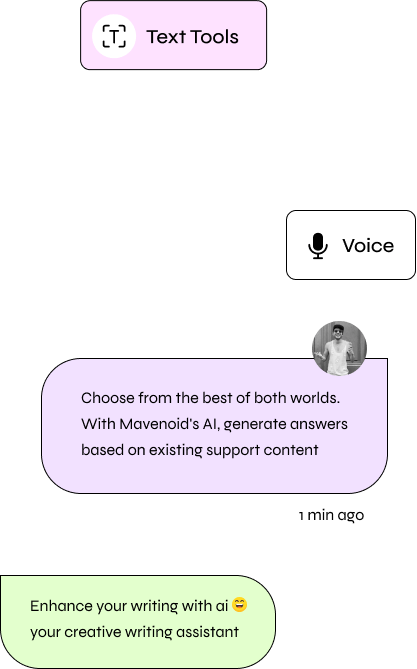 Text Tools
Voice
Choose from the best of both worlds.
With Mavenoid's AI, generate answers
based on existing support content
1 min ago
Enhance your writing with ai 😄
your creative writing assistant